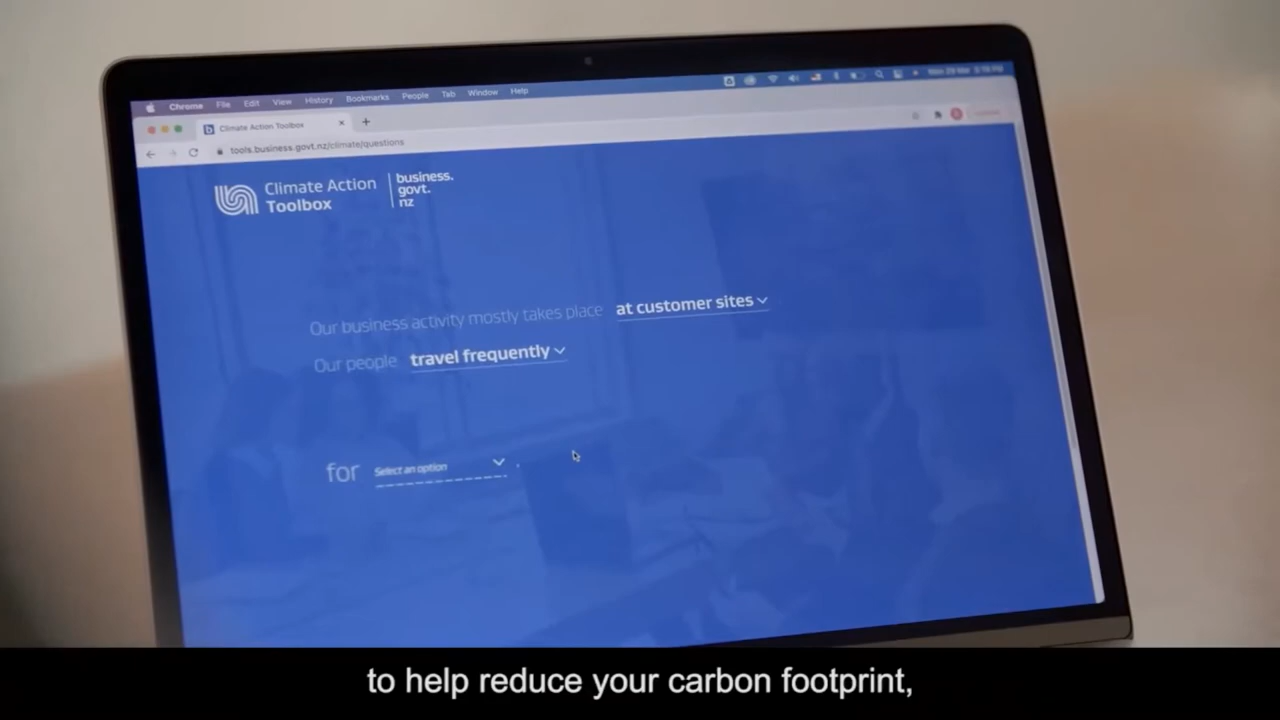 Chrome File Edit View History Bookmarks People Tab Window Help
Climate Action Toolbox
tools.business.govt.nz/climate/questions
Climate Action
Toolbox
business.
govt.
nz
Our business activity mostly takes place at customer sites
Our people travel frequently
for Select an option .
to help reduce your carbon footprint,